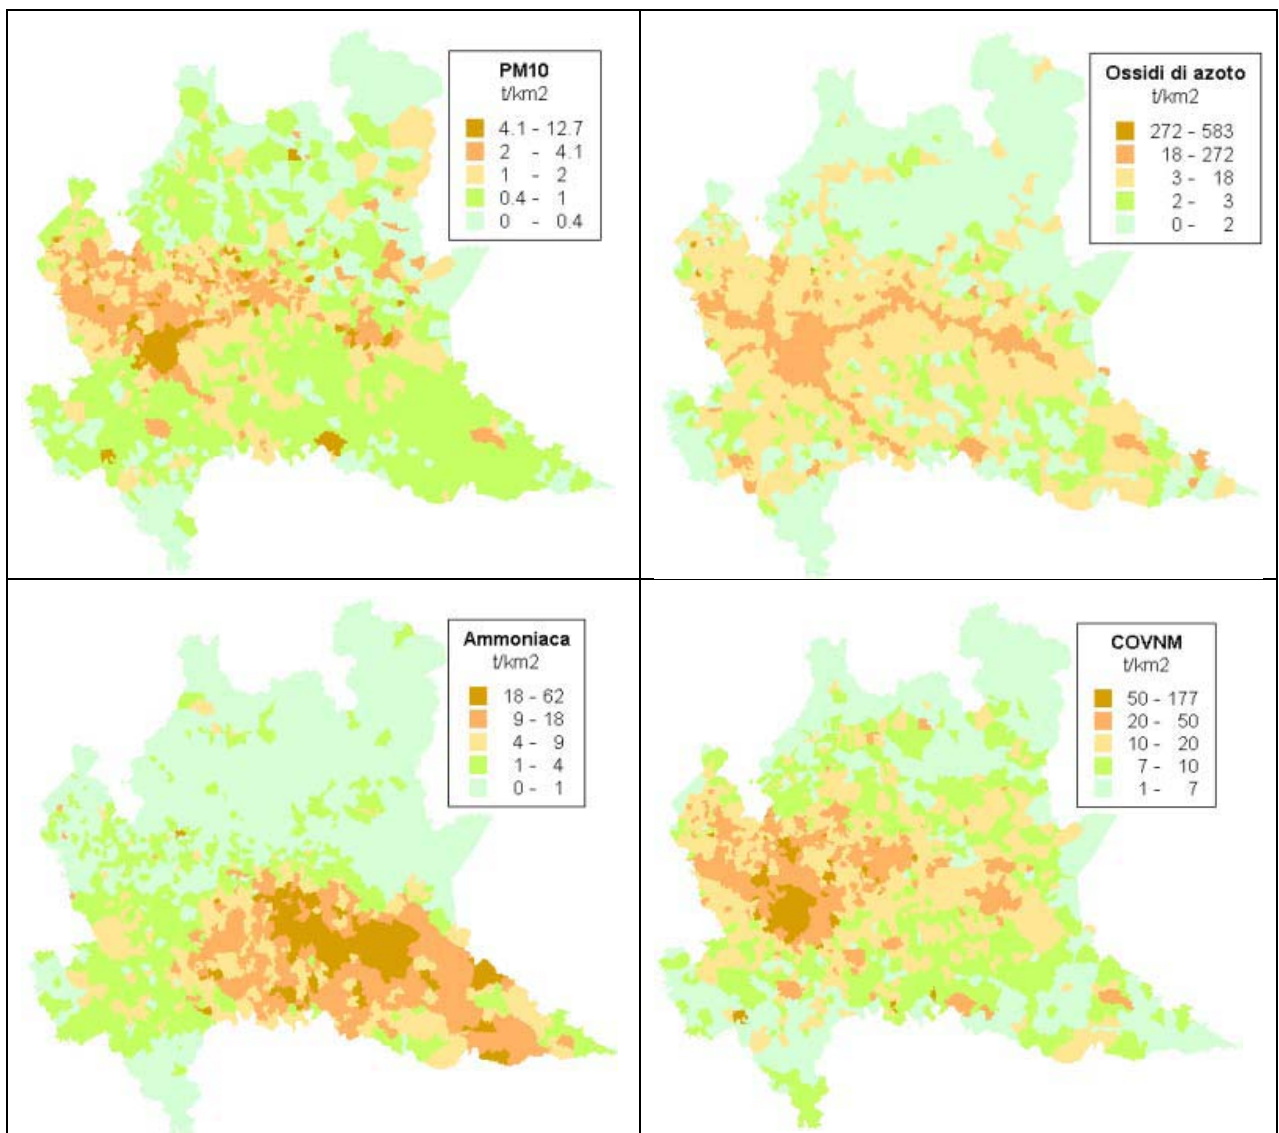 PM10
t/km2
4.1 - 12.7
2 - 4.1
1 - 2
0.4 - 1
0 - 0.4
Ossidi di azoto
t/km2
272 - 583
18 - 272
3 - 18
2 - 3
0 - 2
Ammoniaca
t/km2
18 - 62
9 - 18
4 - 9
1 - 4
0 - 1
COVNM
t/km2
50 - 177
20 - 50
10 - 20
7 - 10
1 - 7